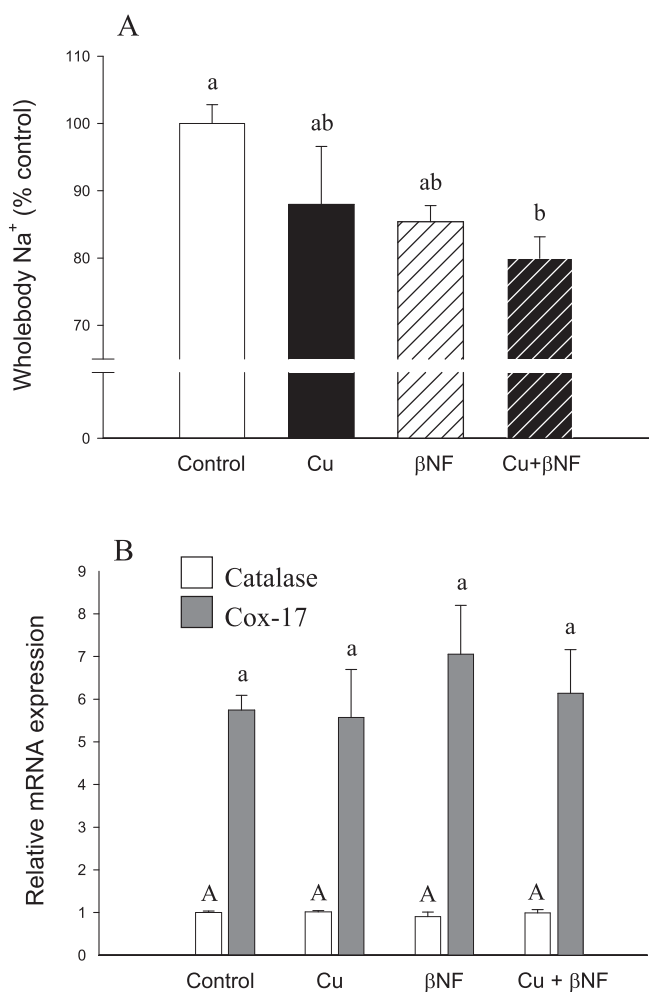 A
Wholebody Na+ (% control)
110
100
90
80
70
0
a
ab
ab
b
Control
Cu
βNF
Cu+βNF
B
Catalase
Cox-17
Relative mRNA expression
9
8
7
6
5
4
3
2
1
0
a
a
a
a
A
A
A
A
Control
Cu
βNF
Cu + βNF